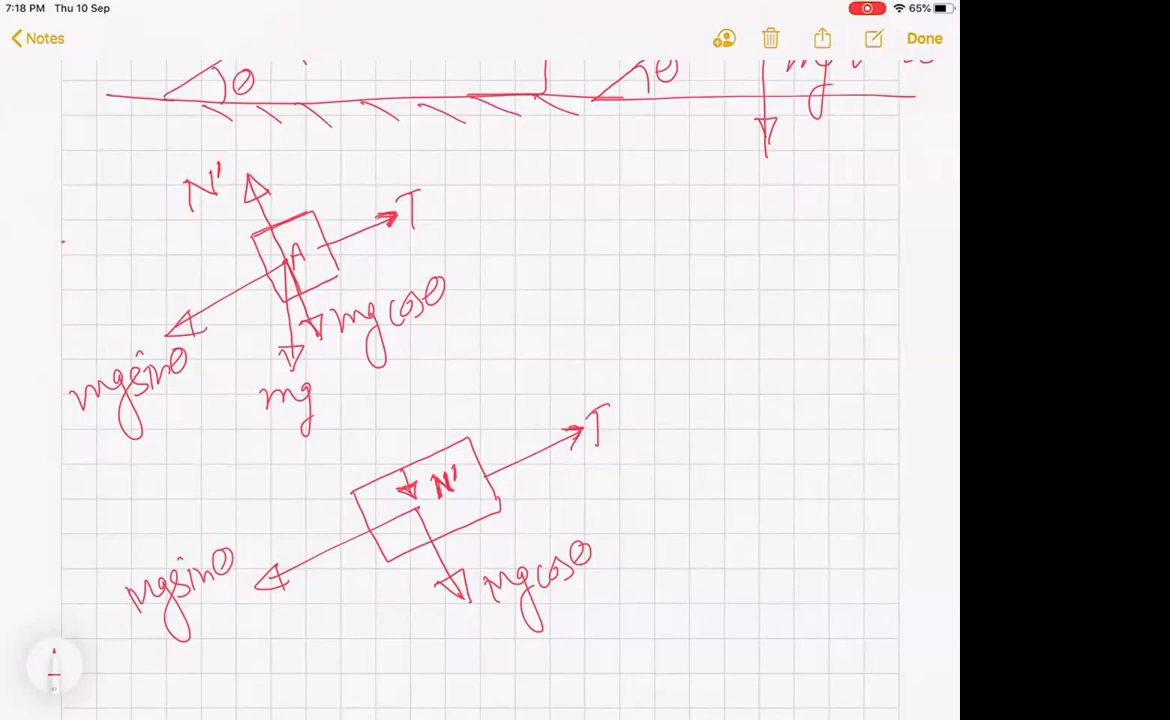 7:18 PM Thu 10 Sep
65%
Notes
Done
θ
θ
N'
T
A
mg cosθ
mg sinθ
mg
T
N'
mg sinθ
mg cosθ